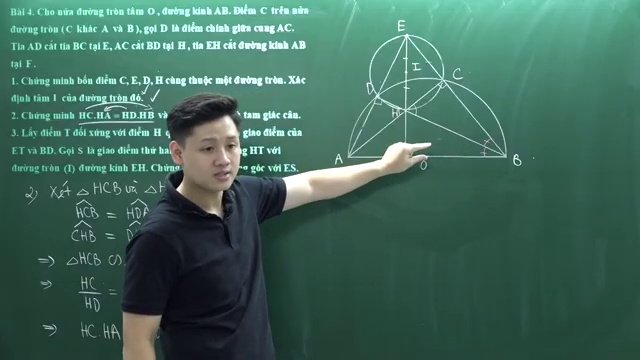 Bài 4. Cho nửa đường tròn tâm O , đường kính AB. Điểm C trên nửa
đường tròn (C khác A và B), gọi D là điểm chính giữa cung AC.
Tia AD cắt tia BC tại E, AC cắt BD tại H , tia EH cắt đường kính AB
tại F .
1. Chứng minh bốn điểm C, E, D, H cùng thuộc một đường tròn. Xác
định tâm I của đường tròn đó.
2. Chứng minh HC.HA = HD.HB và tam giác cân.
3. Lấy điểm T đối xứng với điểm H giao điểm của
ET và BD. Gọi S là giao điểm thứ HT với
đường tròn (I) đường kính EH. Chứng góc với ES.
2) Xét △HCB và △H
HCB = HDA
CHB = D
⇒ △HCB ∽
HC
HD =
⇒ HC.HA
E
I
D
C
H
A
O
B